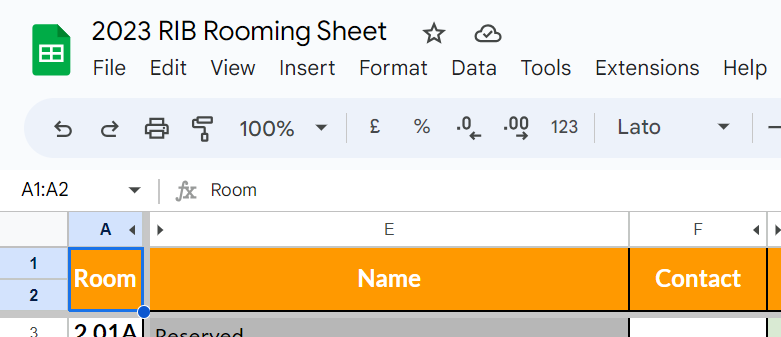 2023 RIB Rooming Sheet
File Edit View Insert Format Data Tools Extensions Help
100% £ % .0 .00 123 Lato
A1:A2 fx Room
A E F
1 Room Name Contact
2
3 2.01A Reserved